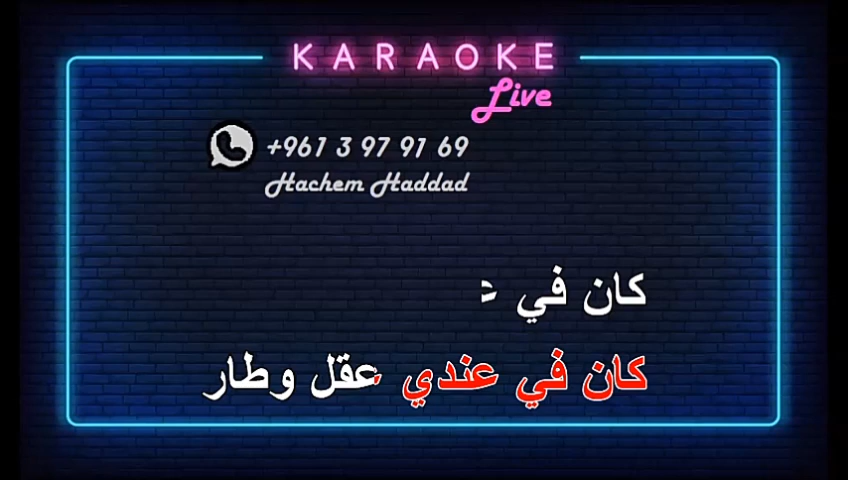 KARAOKE
Live
+961 3 97 91 69
Hachem Haddad
كان في
كان في عندي عقل وطار